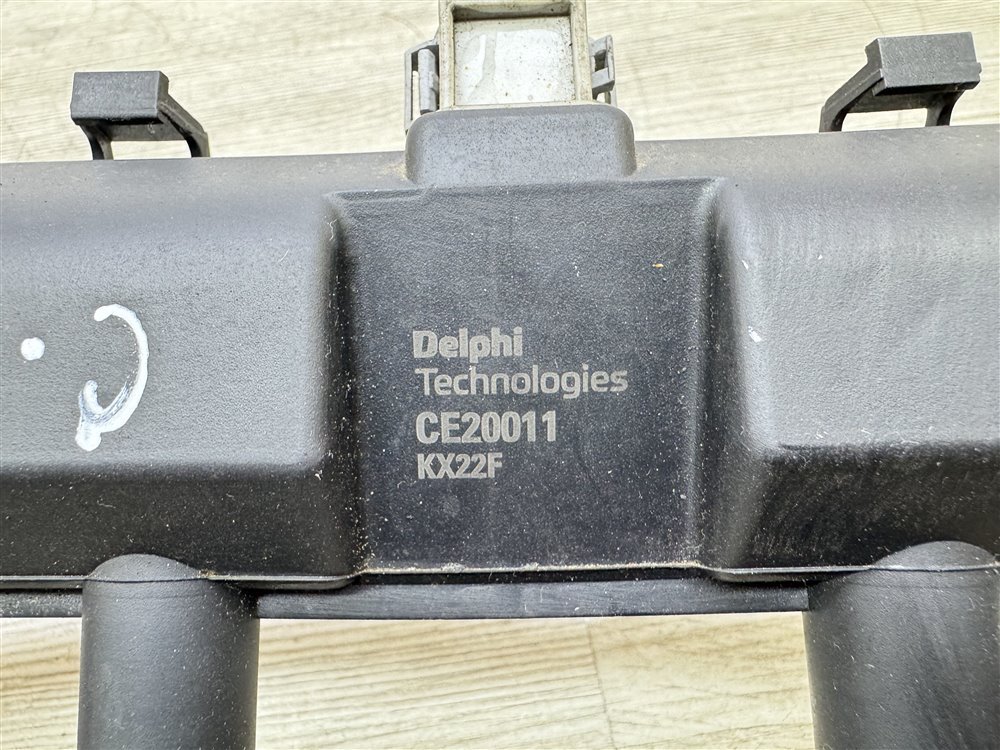 Delphi
Technologies
CE20011
KX22F